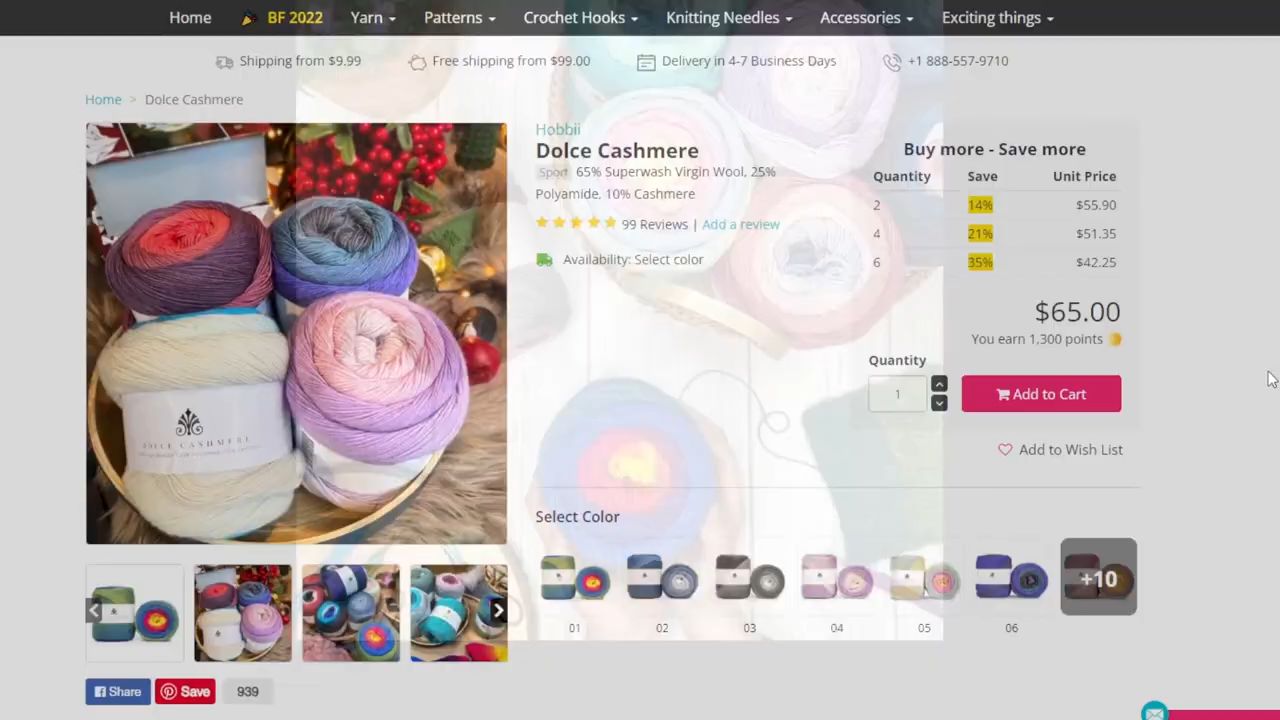 Home BF 2022 Yarn Patterns Crochet Hooks Knitting Needles Accessories Exciting things
Shipping from $9.99 Free shipping from $99.00 Delivery in 4-7 Business Days +1 888-557-9710
Home > Dolce Cashmere
Hobbii
Dolce Cashmere
Sport 65% Superwash Virgin Wool, 25%
Polyamide, 10% Cashmere
99 Reviews | Add a review
Availability: Select color
Buy more - Save more
Quantity Save Unit Price
2 14% $55.90
4 21% $51.35
6 35% $42.25
$65.00
You earn 1,300 points
Quantity
1
Add to Cart
Add to Wish List
DOLCE CASHMERE
Select Color
+10
01 02 03 04 05 06
Share Save 939